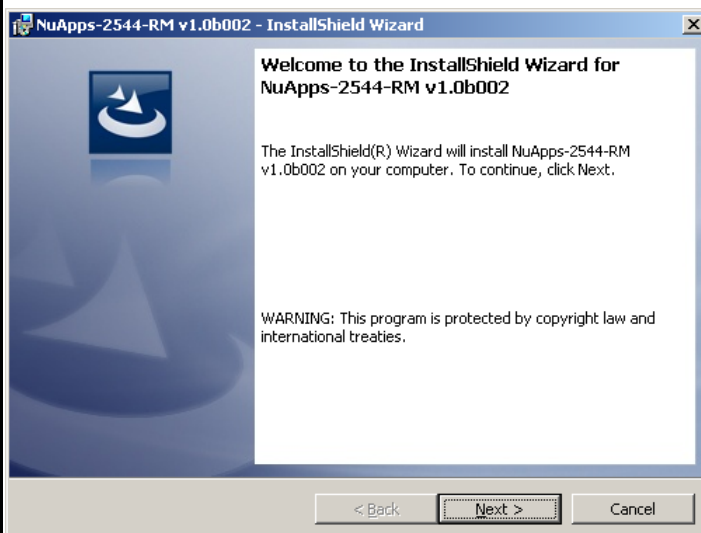 NuApps-2544-RM v1.0b002 - InstallShield Wizard
Welcome to the InstallShield Wizard for
NuApps-2544-RM v1.0b002
The InstallShield(R) Wizard will install NuApps-2544-RM
v1.0b002 on your computer. To continue, click Next.
WARNING: This program is protected by copyright law and
international treaties.
< Back
Next >
Cancel